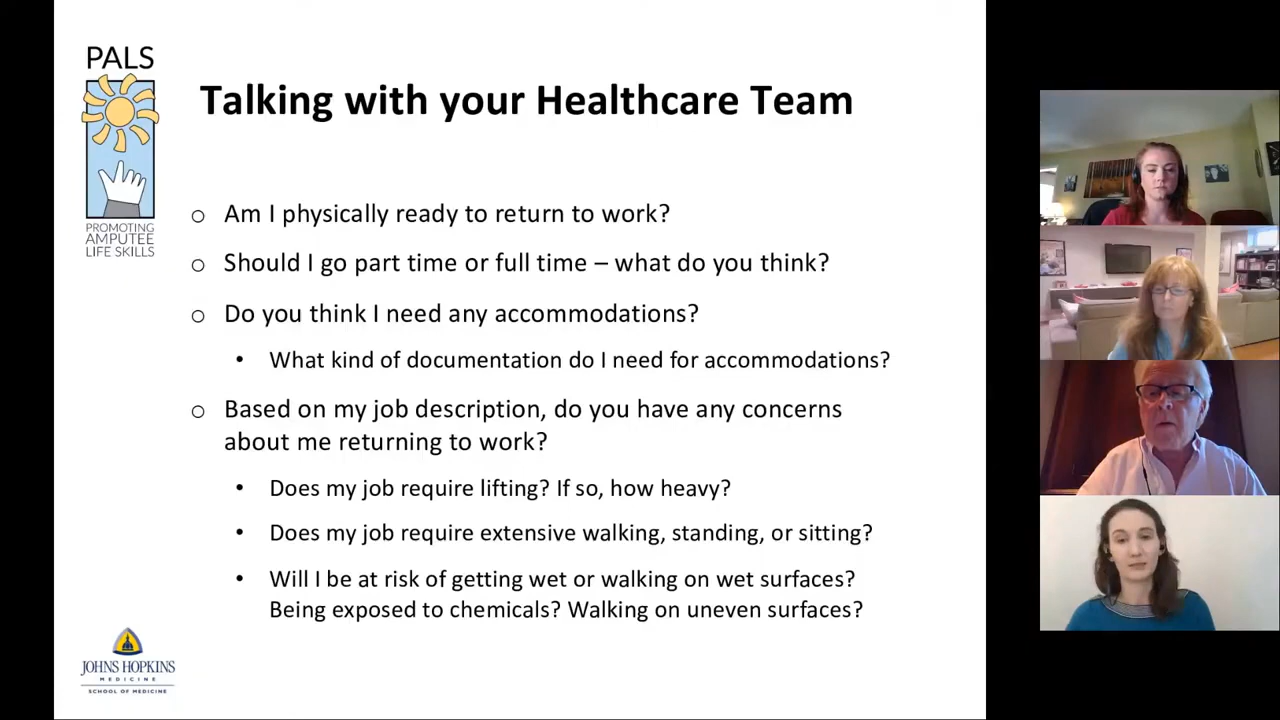 PALS
PROMOTING
AMPUTEE
LIFE SKILLS
Talking with your Healthcare Team
o Am I physically ready to return to work?
o Should I go part time or full time – what do you think?
o Do you think I need any accommodations?
• What kind of documentation do I need for accommodations?
o Based on my job description, do you have any concerns
about me returning to work?
• Does my job require lifting? If so, how heavy?
• Does my job require extensive walking, standing, or sitting?
• Will I be at risk of getting wet or walking on wet surfaces?
Being exposed to chemicals? Walking on uneven surfaces?
JOHNS HOPKINS
MEDICINE
SCHOOL OF MEDICINE